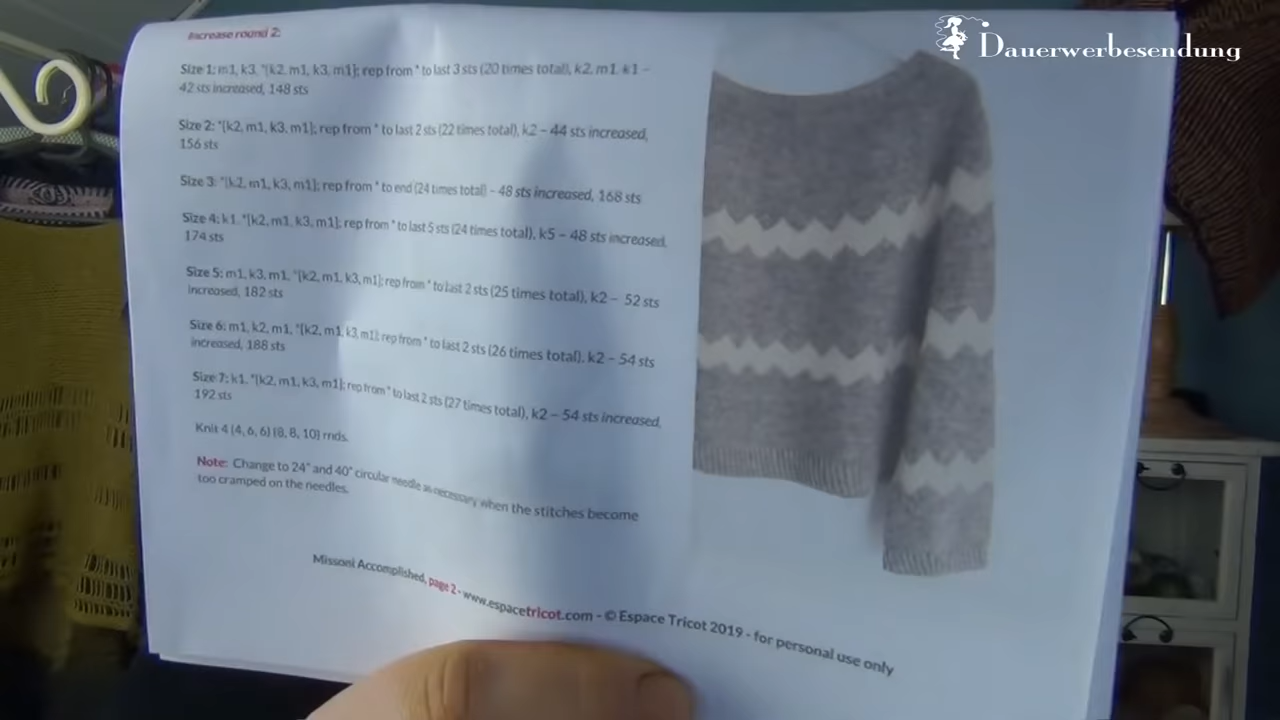 Dauerwerbesendung
Increase round 2:
Size 1: m1, k3, *[k2, m1, k3, m1]; rep from * to last 3 sts (20 times total), k2, m1, k1 –
42 sts increased, 148 sts
Size 2: *[k2, m1, k3, m1]; rep from * to last 2 sts (22 times total), k2 – 44 sts increased,
156 sts
Size 3: *[k2, m1, k3, m1]; rep from * to end (24 times total) – 48 sts increased, 168 sts
Size 4: k1, *[k2, m1, k3, m1]; rep from * to last 5 sts (24 times total), k5 – 48 sts increased,
174 sts
Size 5: m1, k3, m1, *[k2, m1, k3, m1]; rep from * to last 2 sts (25 times total), k2 – 52 sts
increased, 182 sts
Size 6: m1, k2, m1, *[k2, m1, k3, m1]; rep from * to last 2 sts (26 times total), k2 – 54 sts
increased, 188 sts
Size 7: k1, *[k2, m1, k3, m1]; rep from * to last 2 sts (27 times total), k2 – 54 sts increased,
192 sts
Knit 4 (4, 6, 6) (8, 8, 10) rnds.
Note: Change to 24" and 40" circular needle as necessary when the stitches become
too cramped on the needles.
Missoni Accomplished, page 2 - www.espacetricot.com - © Espace Tricot 2019 - for personal use only